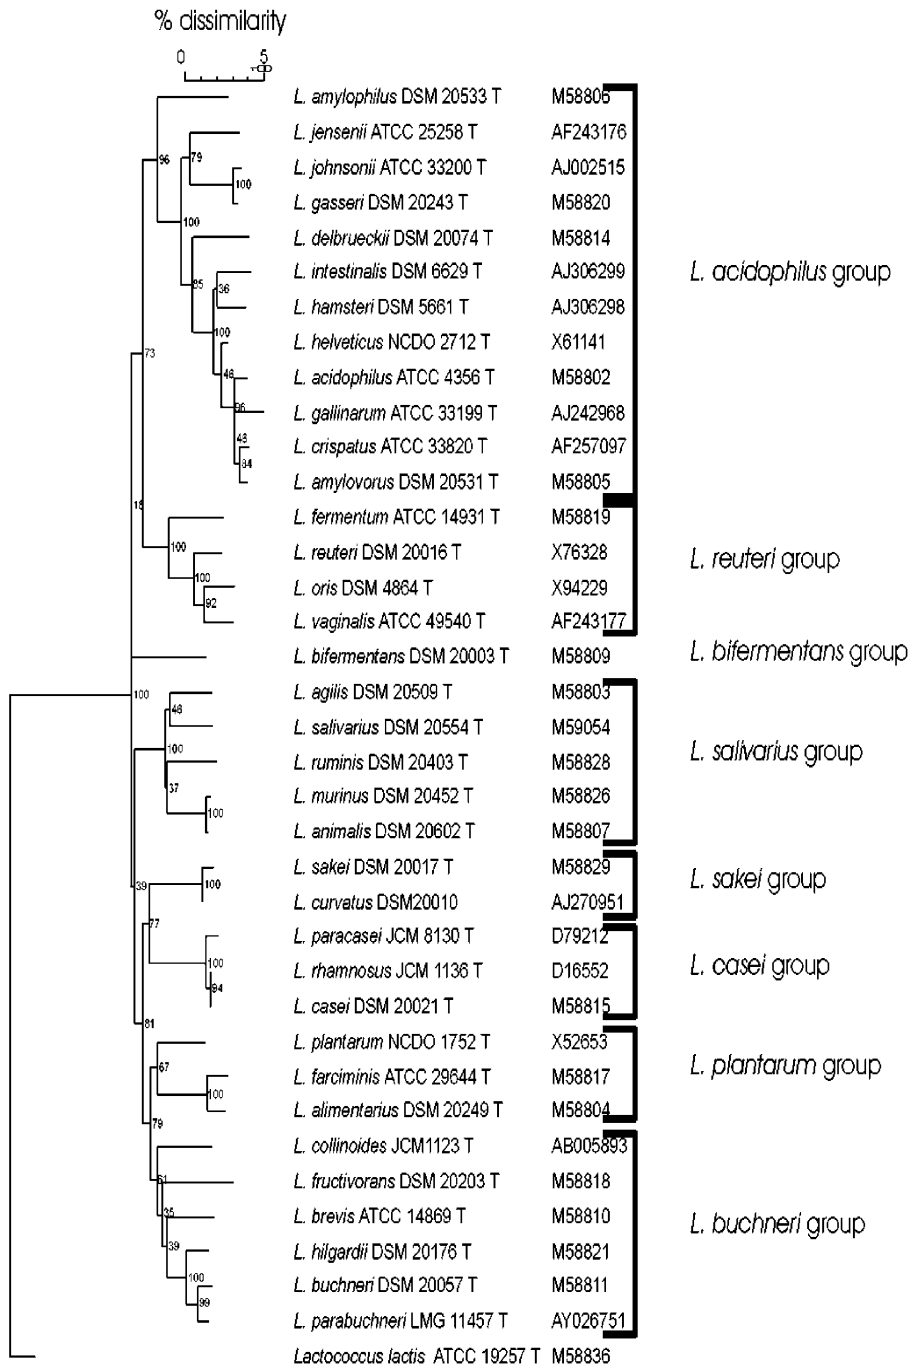 % dissimilarity
0 5
100
L. amylophilus DSM 20533 T M58806
L. jensenii ATCC 25258 T AF243176
79
96
L. johnsonii ATCC 33200 T AJ002515
100
L. gasseri DSM 20243 T M58820
100
L. delbrueckii DSM 20074 T M58814
L. intestinalis DSM 6629 T AJ306299
L. acidophilus group
85
36
L. hamsteri DSM 5661 T AJ306298
100
L. helveticus NCDO 2712 T X61141
73
46
L. acidophilus ATCC 4356 T M58802
96
L. gallinarum ATCC 33199 T AJ242968
48
L. crispatus ATCC 33820 T AF257097
84
L. amylovorus DSM 20531 T M58805
16
L. fermentum ATCC 14931 T M58819
100
L. reuteri DSM 20016 T X76328
L. reuteri group
100
L. oris DSM 4864 T X94229
92
L. vaginalis ATCC 49540 T AF243177
L. bifermentans DSM 20003 T M58809
L. bifermentans group
100
L. agilis DSM 20509 T M58803
46
L. salivarius DSM 20554 T M59054
100
L. salivarius group
L. ruminis DSM 20403 T M58828
37
L. murinus DSM 20452 T M58826
100
L. animalis DSM 20602 T M58807
L. sakei DSM 20017 T M58829
39
100
L. sakei group
L. curvatus DSM20010 AJ270951
77
L. paracasei JCM 8130 T D79212
100
L. casei group
L. rhamnosus JCM 1136 T D16552
94
L. casei DSM 20021 T M58815
81
L. plantarum NCDO 1752 T X52653
67
L. plantarum group
L. farciminis ATCC 29644 T M58817
100
L. alimentarius DSM 20249 T M58804
79
L. collinoides JCM1123 T AB005893
61
L. fructivorans DSM 20203 T M58818
35
L. brevis ATCC 14869 T M58810
L. buchneri group
39
L. hilgardii DSM 20176 T M58821
100
L. buchneri DSM 20057 T M58811
99
L. parabuchneri LMG 11457 T AY026751
Lactococcus lactis ATCC 19257 T M58836